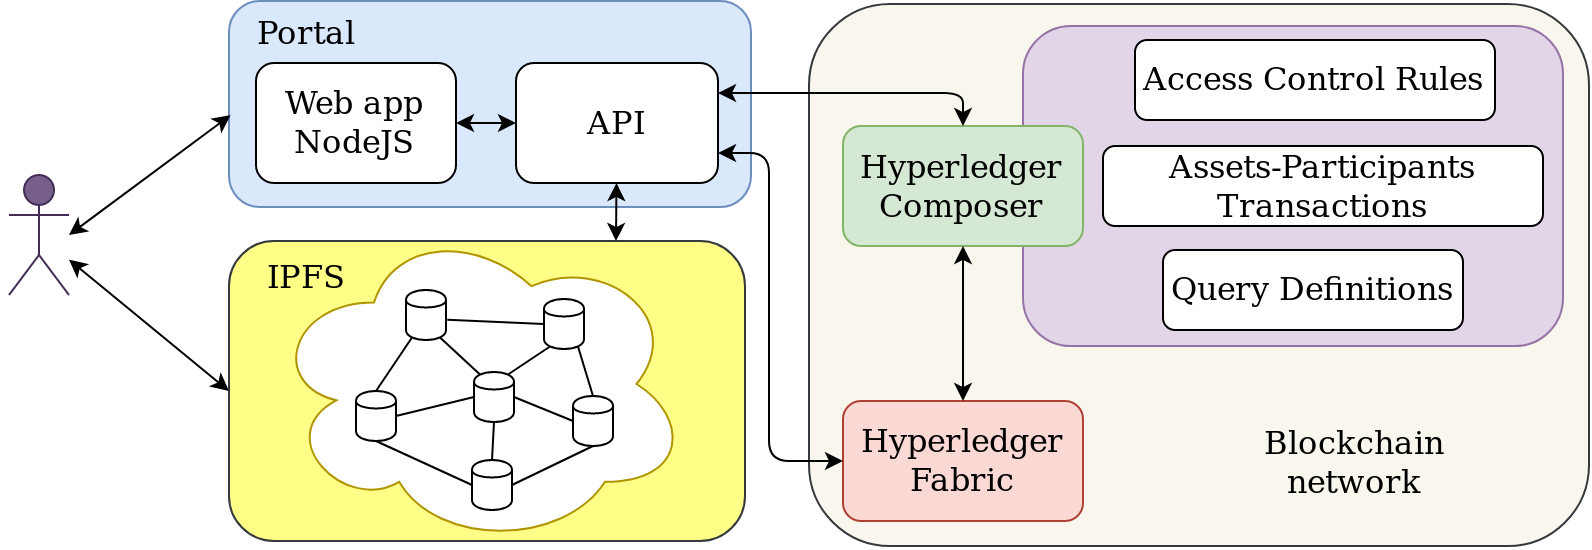 Portal
Web app
NodeJS
API
IPFS
Hyperledger
Composer
Access Control Rules
Assets-Participants
Transactions
Query Definitions
Hyperledger
Fabric
Blockchain
network